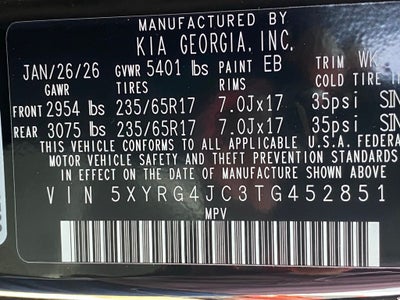 MANUFACTURED BY
KIA GEORGIA, INC.
JAN/26/26 GVWR 5401 lbs PAINT EB TRIM WK
GAWR TIRES RIMS COLD TIRE
FRONT 2954 lbs 235/65R17 7.0Jx17 35psi SIN
REAR 3075 lbs 235/65R17 7.0Jx17 35psi SIN
THIS VEHICLE CONFORMS TO ALL APPLICABLE U.S.A. FEDERA
MOTOR VEHICLE SAFETY AND THEFT PREVENTION STANDARDS
IN EFFECT ON THE DATE OF MANUFACTURE SHOWN ABOVE
VIN 5XYRG4JC3TG452851
MPV